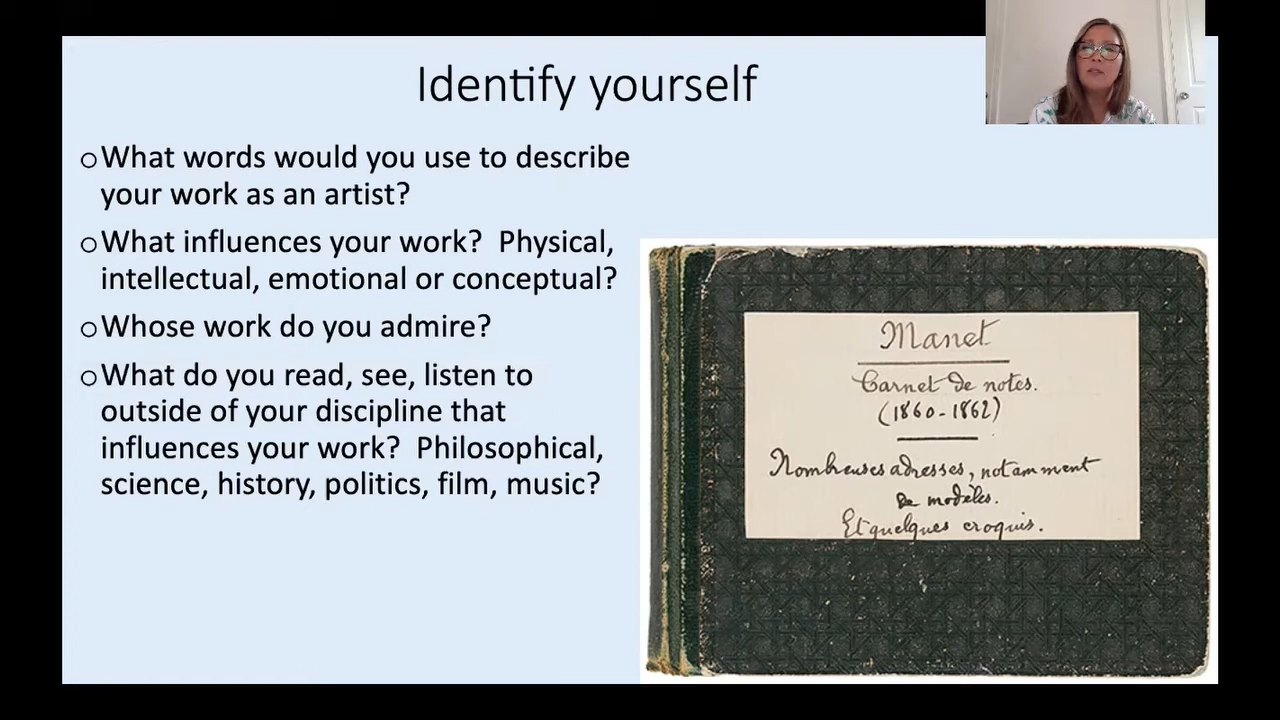 Identify yourself
What words would you use to describe
your work as an artist?
What influences your work?  Physical,
intellectual, emotional or conceptual?
Whose work do you admire?
What do you read, see, listen to
outside of your discipline that
influences your work?  Philosophical,
science, history, politics, film, music?
Manet
Carnet de notes.
(1860-1862)
Nombreuses adresses, notamment
de modèles.
Et quelques croquis.